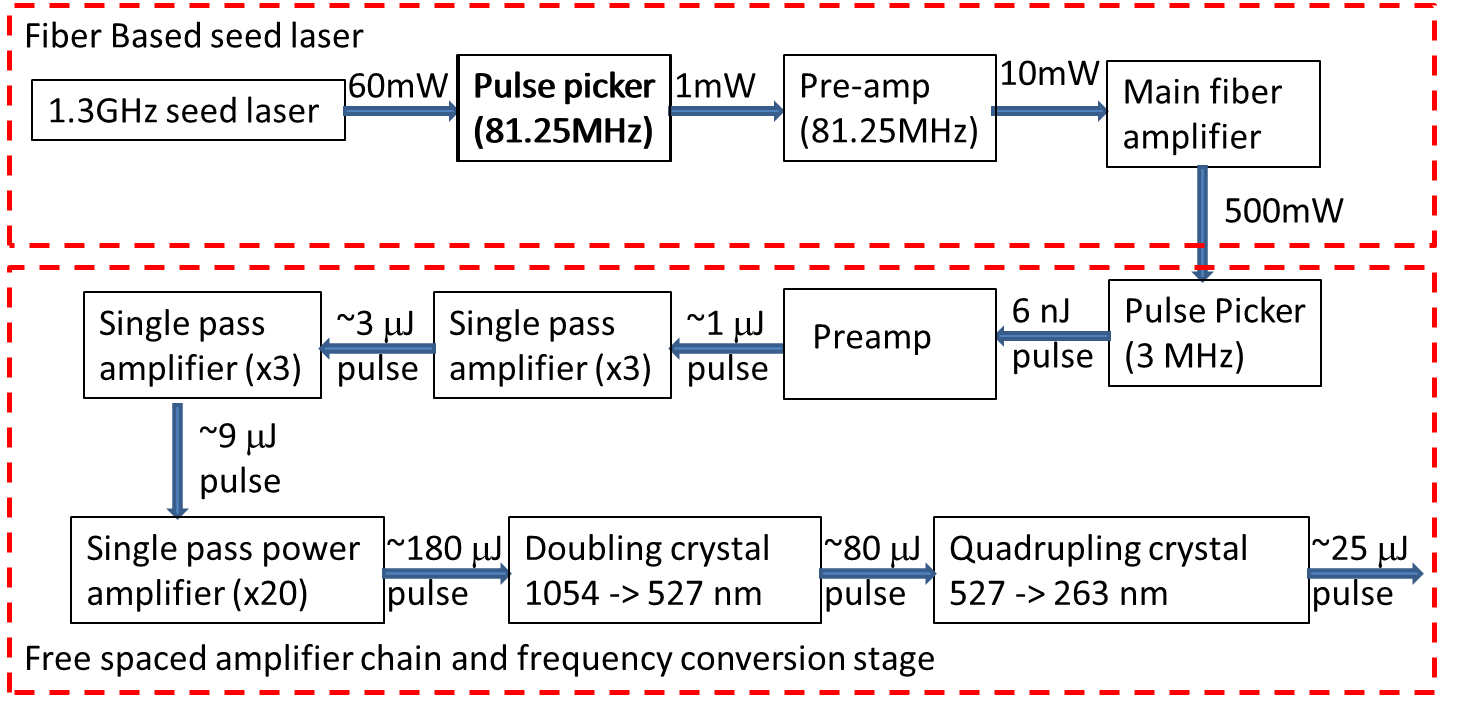 Fiber Based seed laser
1.3GHz seed laser
60mW
Pulse picker
(81.25MHz)
1mW
Pre-amp
(81.25MHz)
10mW
Main fiber
amplifier
500mW
Pulse Picker
(3 MHz)
6 nJ
pulse
Preamp
~1 μJ
pulse
Single pass
amplifier (x3)
~3 μJ
pulse
Single pass
amplifier (x3)
~9 μJ
pulse
Single pass power
amplifier (x20)
~180 μJ
pulse
Doubling crystal
1054 -> 527 nm
~80 μJ
pulse
Quadrupling crystal
527 -> 263 nm
~25 μJ
pulse
Free spaced amplifier chain and frequency conversion stage